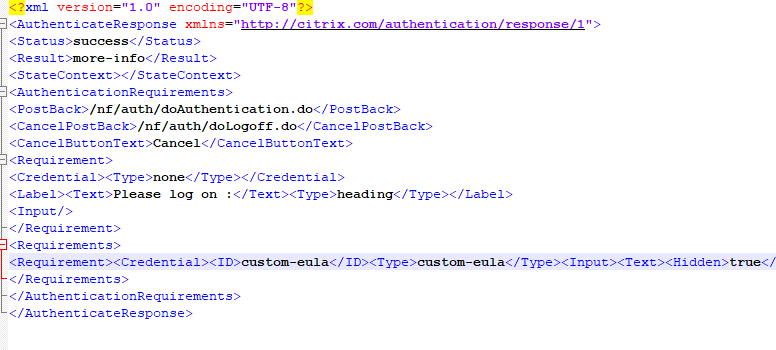 <?xml version="1.0" encoding="UTF-8"?>
<AuthenticateResponse xmlns="http://citrix.com/authentication/response/1">
<Status>success</Status>
<Result>more-info</Result>
<StateContext></StateContext>
<AuthenticationRequirements>
<PostBack>/nf/auth/doAuthentication.do</PostBack>
<CancelPostBack>/nf/auth/doLogoff.do</CancelPostBack>
<CancelButtonText>Cancel</CancelButtonText>
<Requirement>
<Credential><Type>none</Type></Credential>
<Label><Text>Please log on :</Text><Type>heading</Type></Label>
<Input/>
</Requirement>
<Requirements>
<Requirement><Credential><ID>custom-eula</ID><Type>custom-eula</Type><Input><Text><Hidden>true</
</Requirements>
</AuthenticationRequirements>
</AuthenticateResponse>